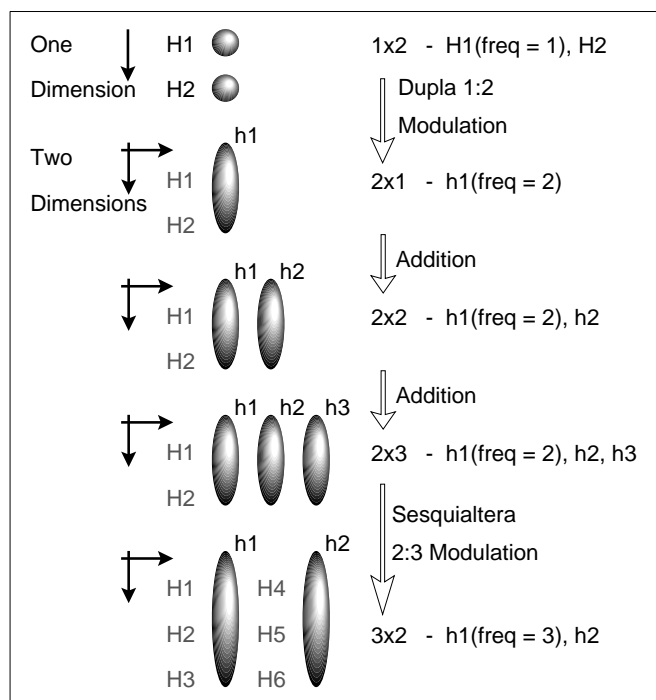 One H1 1x2 - H1(freq = 1), H2
Dimension H2 Dupla 1:2
Modulation
h1
Two
H1 2x1 - h1(freq = 2)
Dimensions
H2
Addition
h1 h2
H1 2x2 - h1(freq = 2), h2
H2
Addition
h1 h2 h3
H1 2x3 - h1(freq = 2), h2, h3
H2
Sesquialtera
h1 h2 2:3 Modulation
H1 H4
H2 H5 3x2 - h1(freq = 3), h2
H3 H6